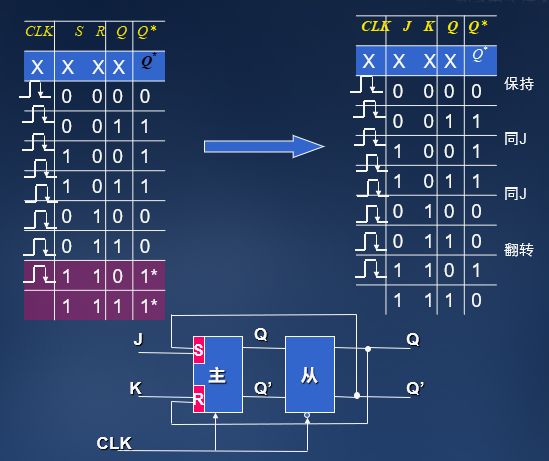 CLK S R Q Q*
X X X X Q*
0 0 0 0
0 0 1 1
1 0 0 1
1 0 1 1
0 1 0 0
0 1 1 0
1 1 0 1*
1 1 1 1*
CLK J K Q Q*
X X X X Q*
0 0 0 0
0 0 1 1
1 0 0 1
1 0 1 1
0 1 0 0
0 1 1 0
1 1 0 1
1 1 1 0
保持
同J
同J
翻转
J
K
CLK
S
R
主
Q
Q’
从
Q
Q’